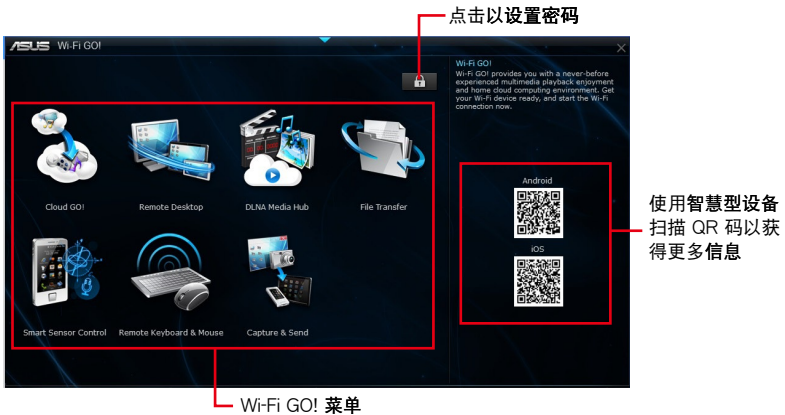 点击以设置密码
ASUS Wi-Fi GO!
Wi-Fi GO!
Wi-Fi GO! provides you with a never-before
experienced multimedia playback enjoyment
and home cloud computing environment. Get
your Wi-Fi device ready, and start the Wi-Fi
connection now.
Cloud GO!
Remote Desktop
DLNA Media Hub
File Transfer
Smart Sensor Control
Remote Keyboard & Mouse
Capture & Send
Android
iOS
使用智慧型设备
扫描 QR 码以获
得更多信息
Wi-Fi GO! 菜单